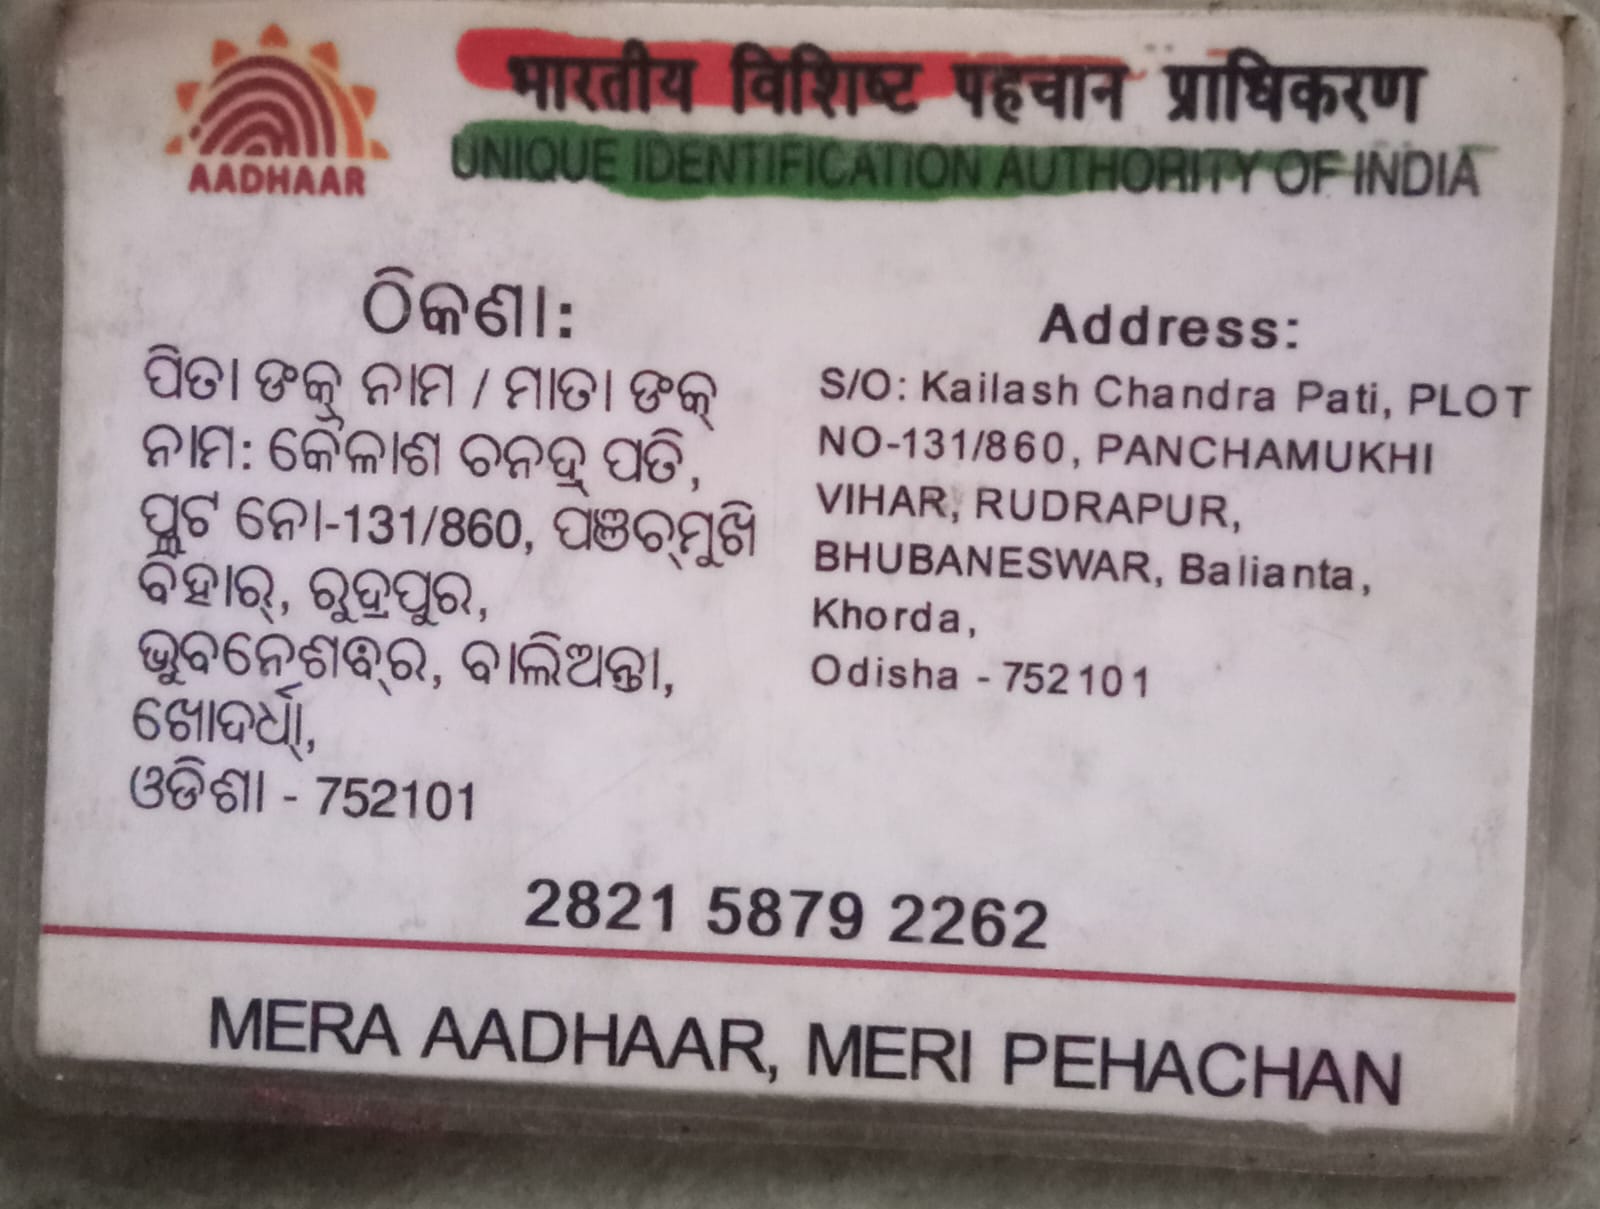 भारतीय विशिष्ट पहचान प्राधिकरण
UNIQUE IDENTIFICATION AUTHORITY OF INDIA
AADHAAR
ଠିକଣା:
ପିତା ଙ୍କ ନାମ / ମାତା ଙ୍କ
ନାମ: କୈଳାଶ ଚନଦ୍ର ପତି,
ପ୍ଲଟ ନୋ-131/860, ପଞ୍ଚମୁଖି
ବିହାର, ରୁଦ୍ରପୁର,
ଭୁବନେଶ୍ଵର, ବାଲିଅନ୍ତା,
ଖୋର୍ଦ୍ଧା,
ଓଡିଶା - 752101
Address:
S/O: Kailash Chandra Pati, PLOT
NO-131/860, PANCHAMUKHI
VIHAR, RUDRAPUR,
BHUBANESWAR, Balianta,
Khorda,
Odisha - 752101
2821 5879 2262
MERA AADHAAR, MERI PEHACHAN